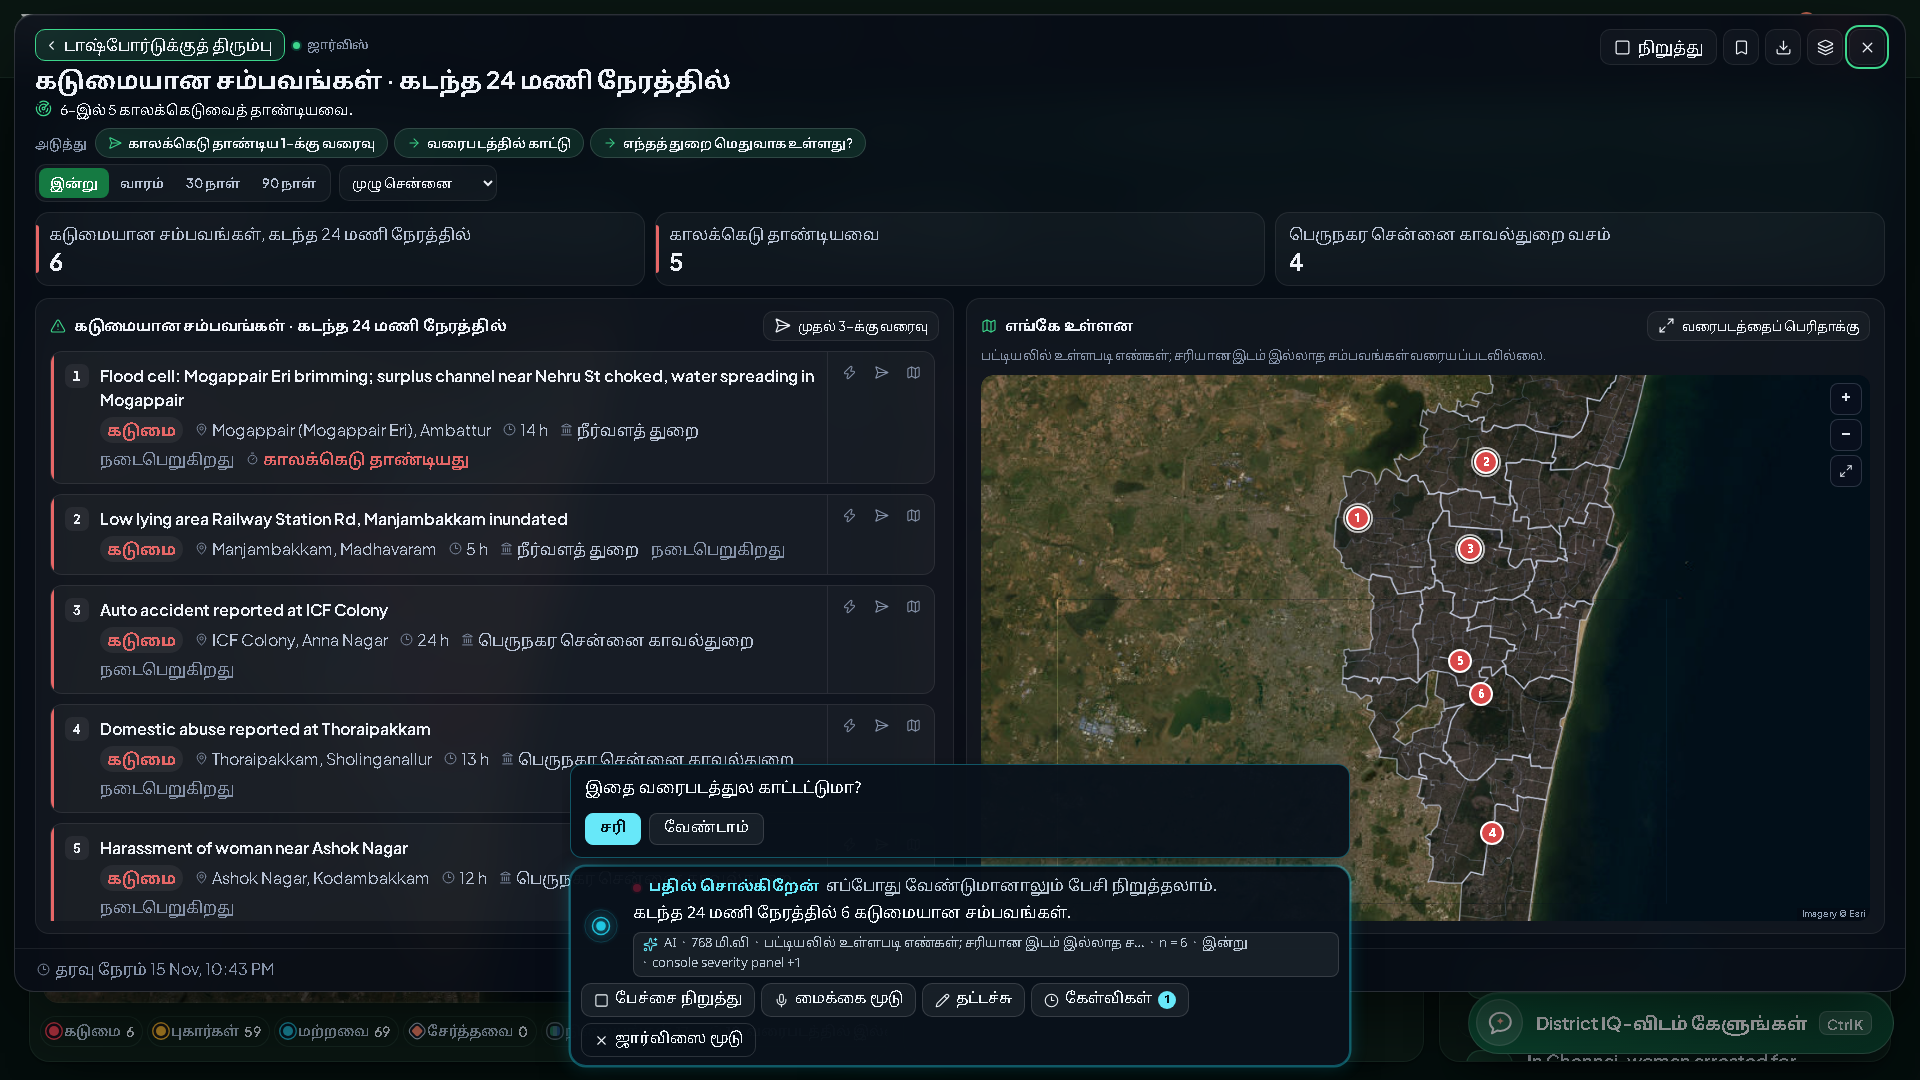 டாஷ்போர்டுக்குத் திரும்பு
ஜார்விஸ்
நிறுத்து
கடுமையான சம்பவங்கள் · கடந்த 24 மணி நேரத்தில்
6-இல் 5 காலக்கெடுவைத் தாண்டியவை.
அடுத்து
காலக்கெடு தாண்டிய 1-க்கு வரைவு
வரைபடத்தில் காட்டு
எந்தத் துறை மெதுவாக உள்ளது?
இன்று
வாரம்
30 நாள்
90 நாள்
முழு சென்னை
கடுமையான சம்பவங்கள், கடந்த 24 மணி நேரத்தில்
6
காலக்கெடு தாண்டியவை
5
பெருநகர சென்னை காவல்துறை வசம்
4
கடுமையான சம்பவங்கள் · கடந்த 24 மணி நேரத்தில்
முதல் 3-க்கு வரைவு
1
Flood cell: Mogappair Eri brimming; surplus channel near Nehru St choked, water spreading in
Mogappair
கடுமை Mogappair (Mogappair Eri), Ambattur 14 h நீர்வளத் துறை
நடைபெறுகிறது காலக்கெடு தாண்டியது
2
Low lying area Railway Station Rd, Manjambakkam inundated
கடுமை Manjambakkam, Madhavaram 5 h நீர்வளத் துறை நடைபெறுகிறது
3
Auto accident reported at ICF Colony
கடுமை ICF Colony, Anna Nagar 24 h பெருநகர சென்னை காவல்துறை
நடைபெறுகிறது
4
Domestic abuse reported at Thoraipakkam
கடுமை Thoraipakkam, Sholinganallur 13 h பெருநகர சென்னை காவல்துறை
நடைபெறுகிறது
5
Harassment of woman near Ashok Nagar
கடுமை Ashok Nagar, Kodambakkam 12 h
நடைபெறுகிறது
எங்கே உள்ளன
வரைபடத்தைப் பெரிதாக்கு
பட்டியலில் உள்ளபடி எண்கள்; சரியான இடம் இல்லாத சம்பவங்கள் வரையப்படவில்லை.
+
−
2
1
3
5
6
4
Imagery © Esri
இதை வரைபடத்துல காட்டட்டுமா?
சரி
வேண்டாம்
பதில் சொல்கிறேன் எப்போது வேண்டுமானாலும் பேசி நிறுத்தலாம்.
கடந்த 24 மணி நேரத்தில் 6 கடுமையான சம்பவங்கள்.
AI · 768 மி.வி · பட்டியலில் உள்ளபடி எண்கள்; சரியான இடம் இல்லாத ச... · n = 6 · இன்று
· console severity panel +1
பேச்சை நிறுத்து
மைக்கை மூடு
தட்டச்சு
கேள்விகள் 1
ஜார்விஸை மூடு
தரவு நேரம் 15 Nov, 10:43 PM
கடுமை 6
புகார்கள் 59
மற்றவை 69
சேர்த்தவை 0
District IQ-விடம் கேளுங்கள்
Ctrl K